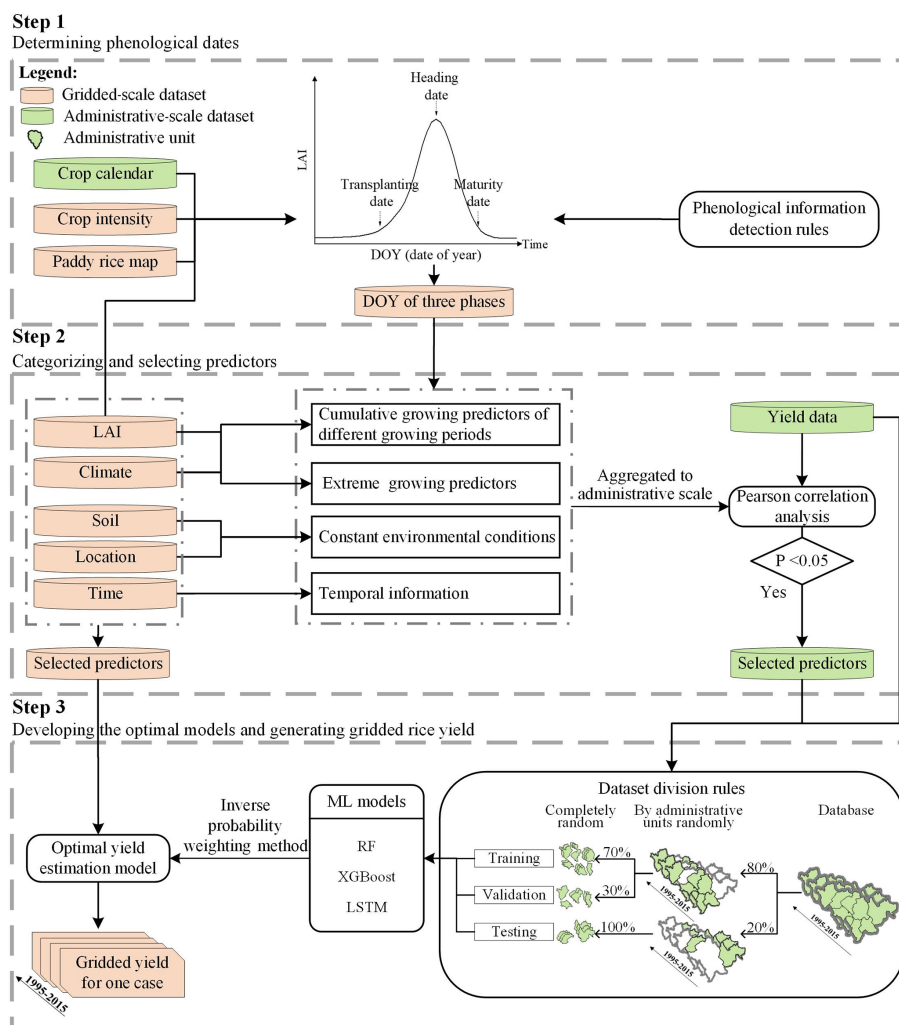 Step 1
Determining phenological dates
Legend:
Gridded-scale dataset
Administrative-scale dataset
Administrative unit
Crop calendar
Crop intensity
Paddy rice map
LAI
Heading
date
Transplanting
date
Maturity
date
Time
DOY (date of year)
Phenological information
detection rules
DOY of three phases
Step 2
Categorizing and selecting predictors
LAI
Climate
Soil
Location
Time
Cumulative growing predictors of
different growing periods
Extreme growing predictors
Constant environmental conditions
Temporal information
Aggregated to
administrative scale
Yield data
Pearson correlation
analysis
P <0.05
Yes
Selected predictors
Selected predictors
Step 3
Developing the optimal models and generating gridded rice yield
Optimal yield
estimation model
Inverse
probability
weighting method
ML models
RF
XGBoost
LSTM
Dataset division rules
Completely
random
By administrative
units randomly
Database
Training
Validation
Testing
70%
30%
100%
80%
20%
1995-2015
1995-2015
1995-2015
Gridded yield
for one case
1995-2015